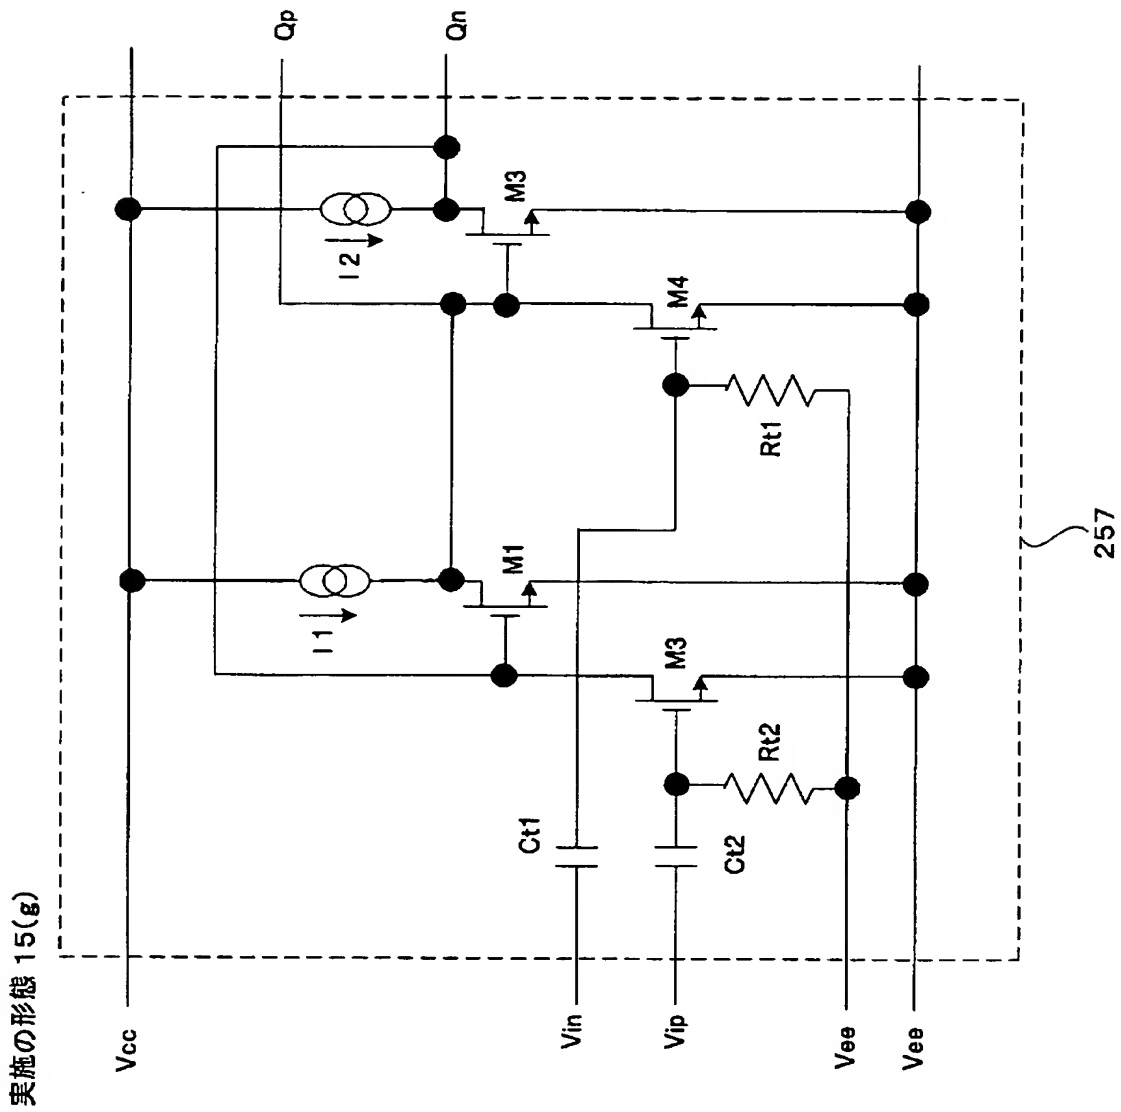 実施の形態 15(g)
Vcc
Qp
Qn
I1
I2
M1
M3
M3
M4
Ct1
Ct2
Rt1
Rt2
Vin
Vip
Vee
Vee
257